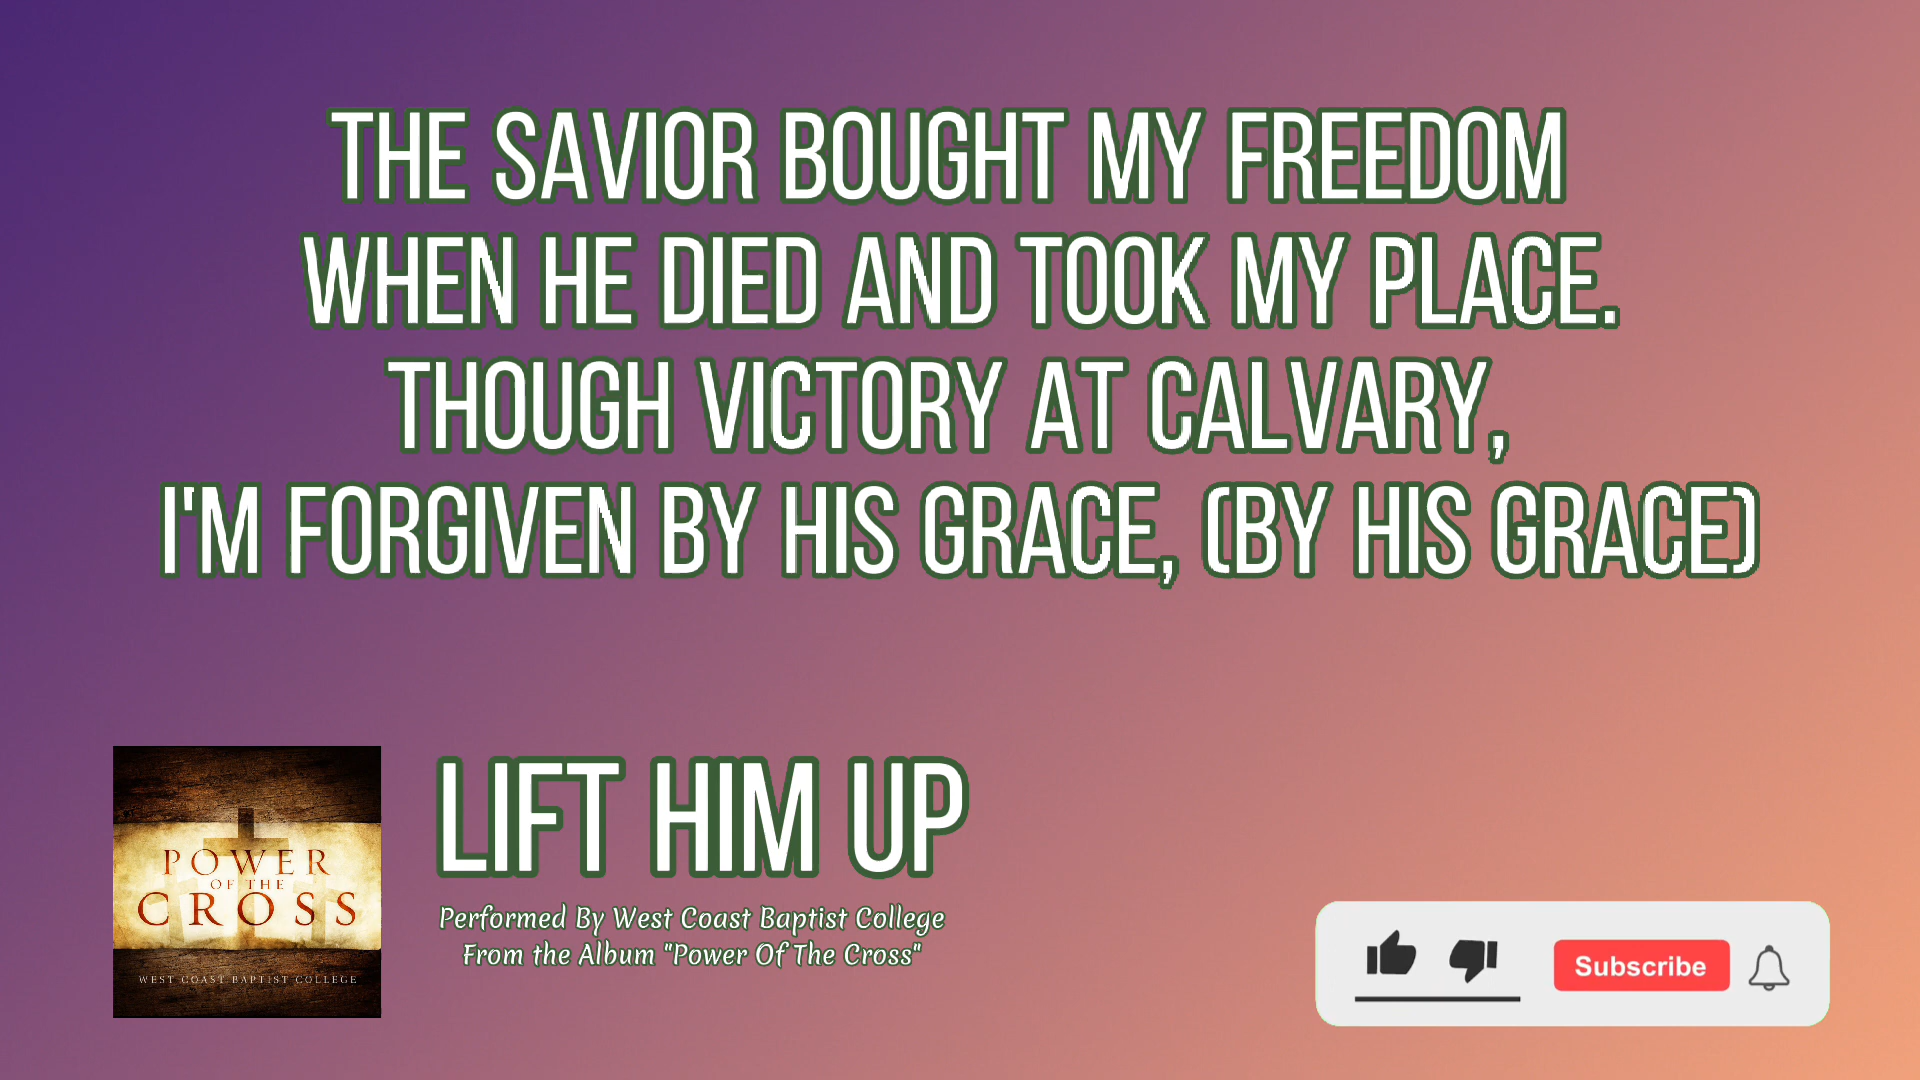 THE SAVIOR BOUGHT MY FREEDOM
WHEN HE DIED AND TOOK MY PLACE.
THOUGH VICTORY AT CALVARY,
I'M FORGIVEN BY HIS GRACE, (BY HIS GRACE)
POWER
OF THE
CROSS
WEST COAST BAPTIST COLLEGE
LIFT HIM UP
Performed By West Coast Baptist College
From the Album "Power Of The Cross"
Subscribe